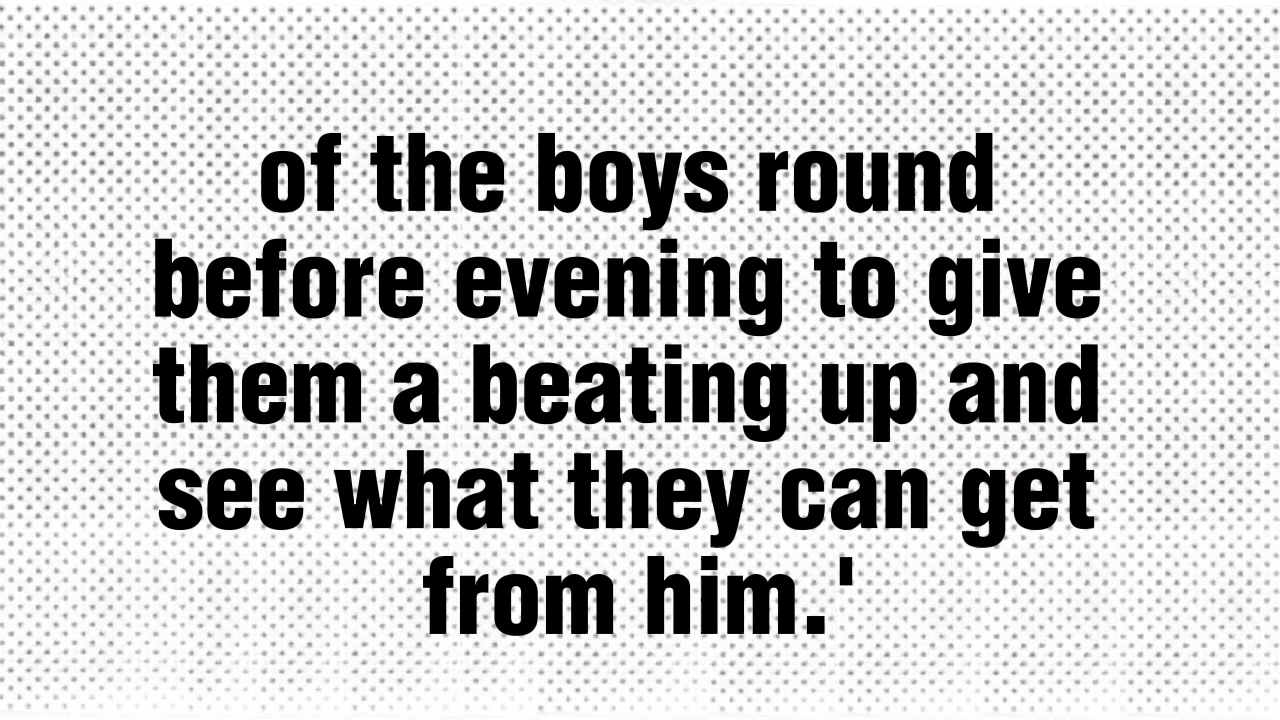 of the boys round
before evening to give
them a beating up and
see what they can get
from him.'